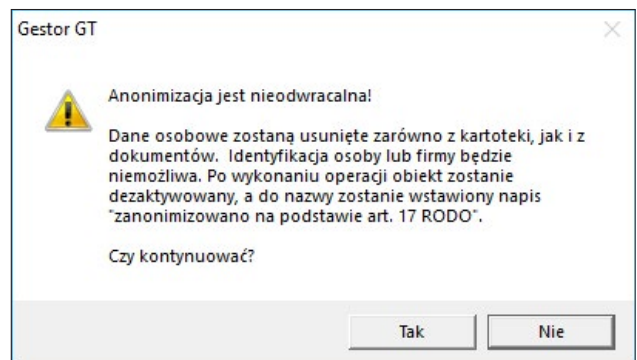 Gestor GT
Anonimizacja jest nieodwracalna!
Dane osobowe zostaną usunięte zarówno z kartoteki, jak i z
dokumentów.  Identyfikacja osoby lub firmy będzie
niemożliwa. Po wykonaniu operacji obiekt zostanie
dezaktywowany, a do nazwy zostanie wstawiony napis
"zanonimizowano na podstawie art. 17 RODO".
Czy kontynuować?
Tak
Nie